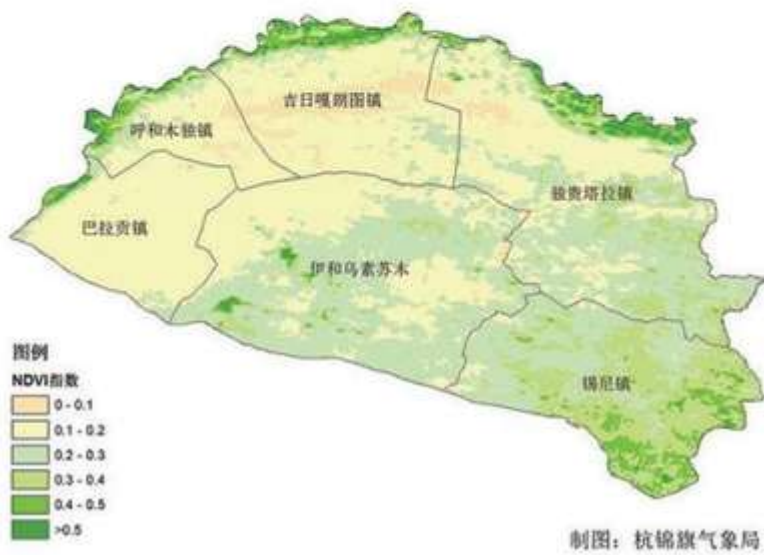 吉日嘎朗图镇
呼和木独镇
独贵塔拉镇
巴拉贡镇
伊和乌素苏木
锡尼镇
图例
NDVI指数
0 - 0.1
0.1 - 0.2
0.2 - 0.3
0.3 - 0.4
0.4 - 0.5
>0.5
制图：杭锦旗气象局